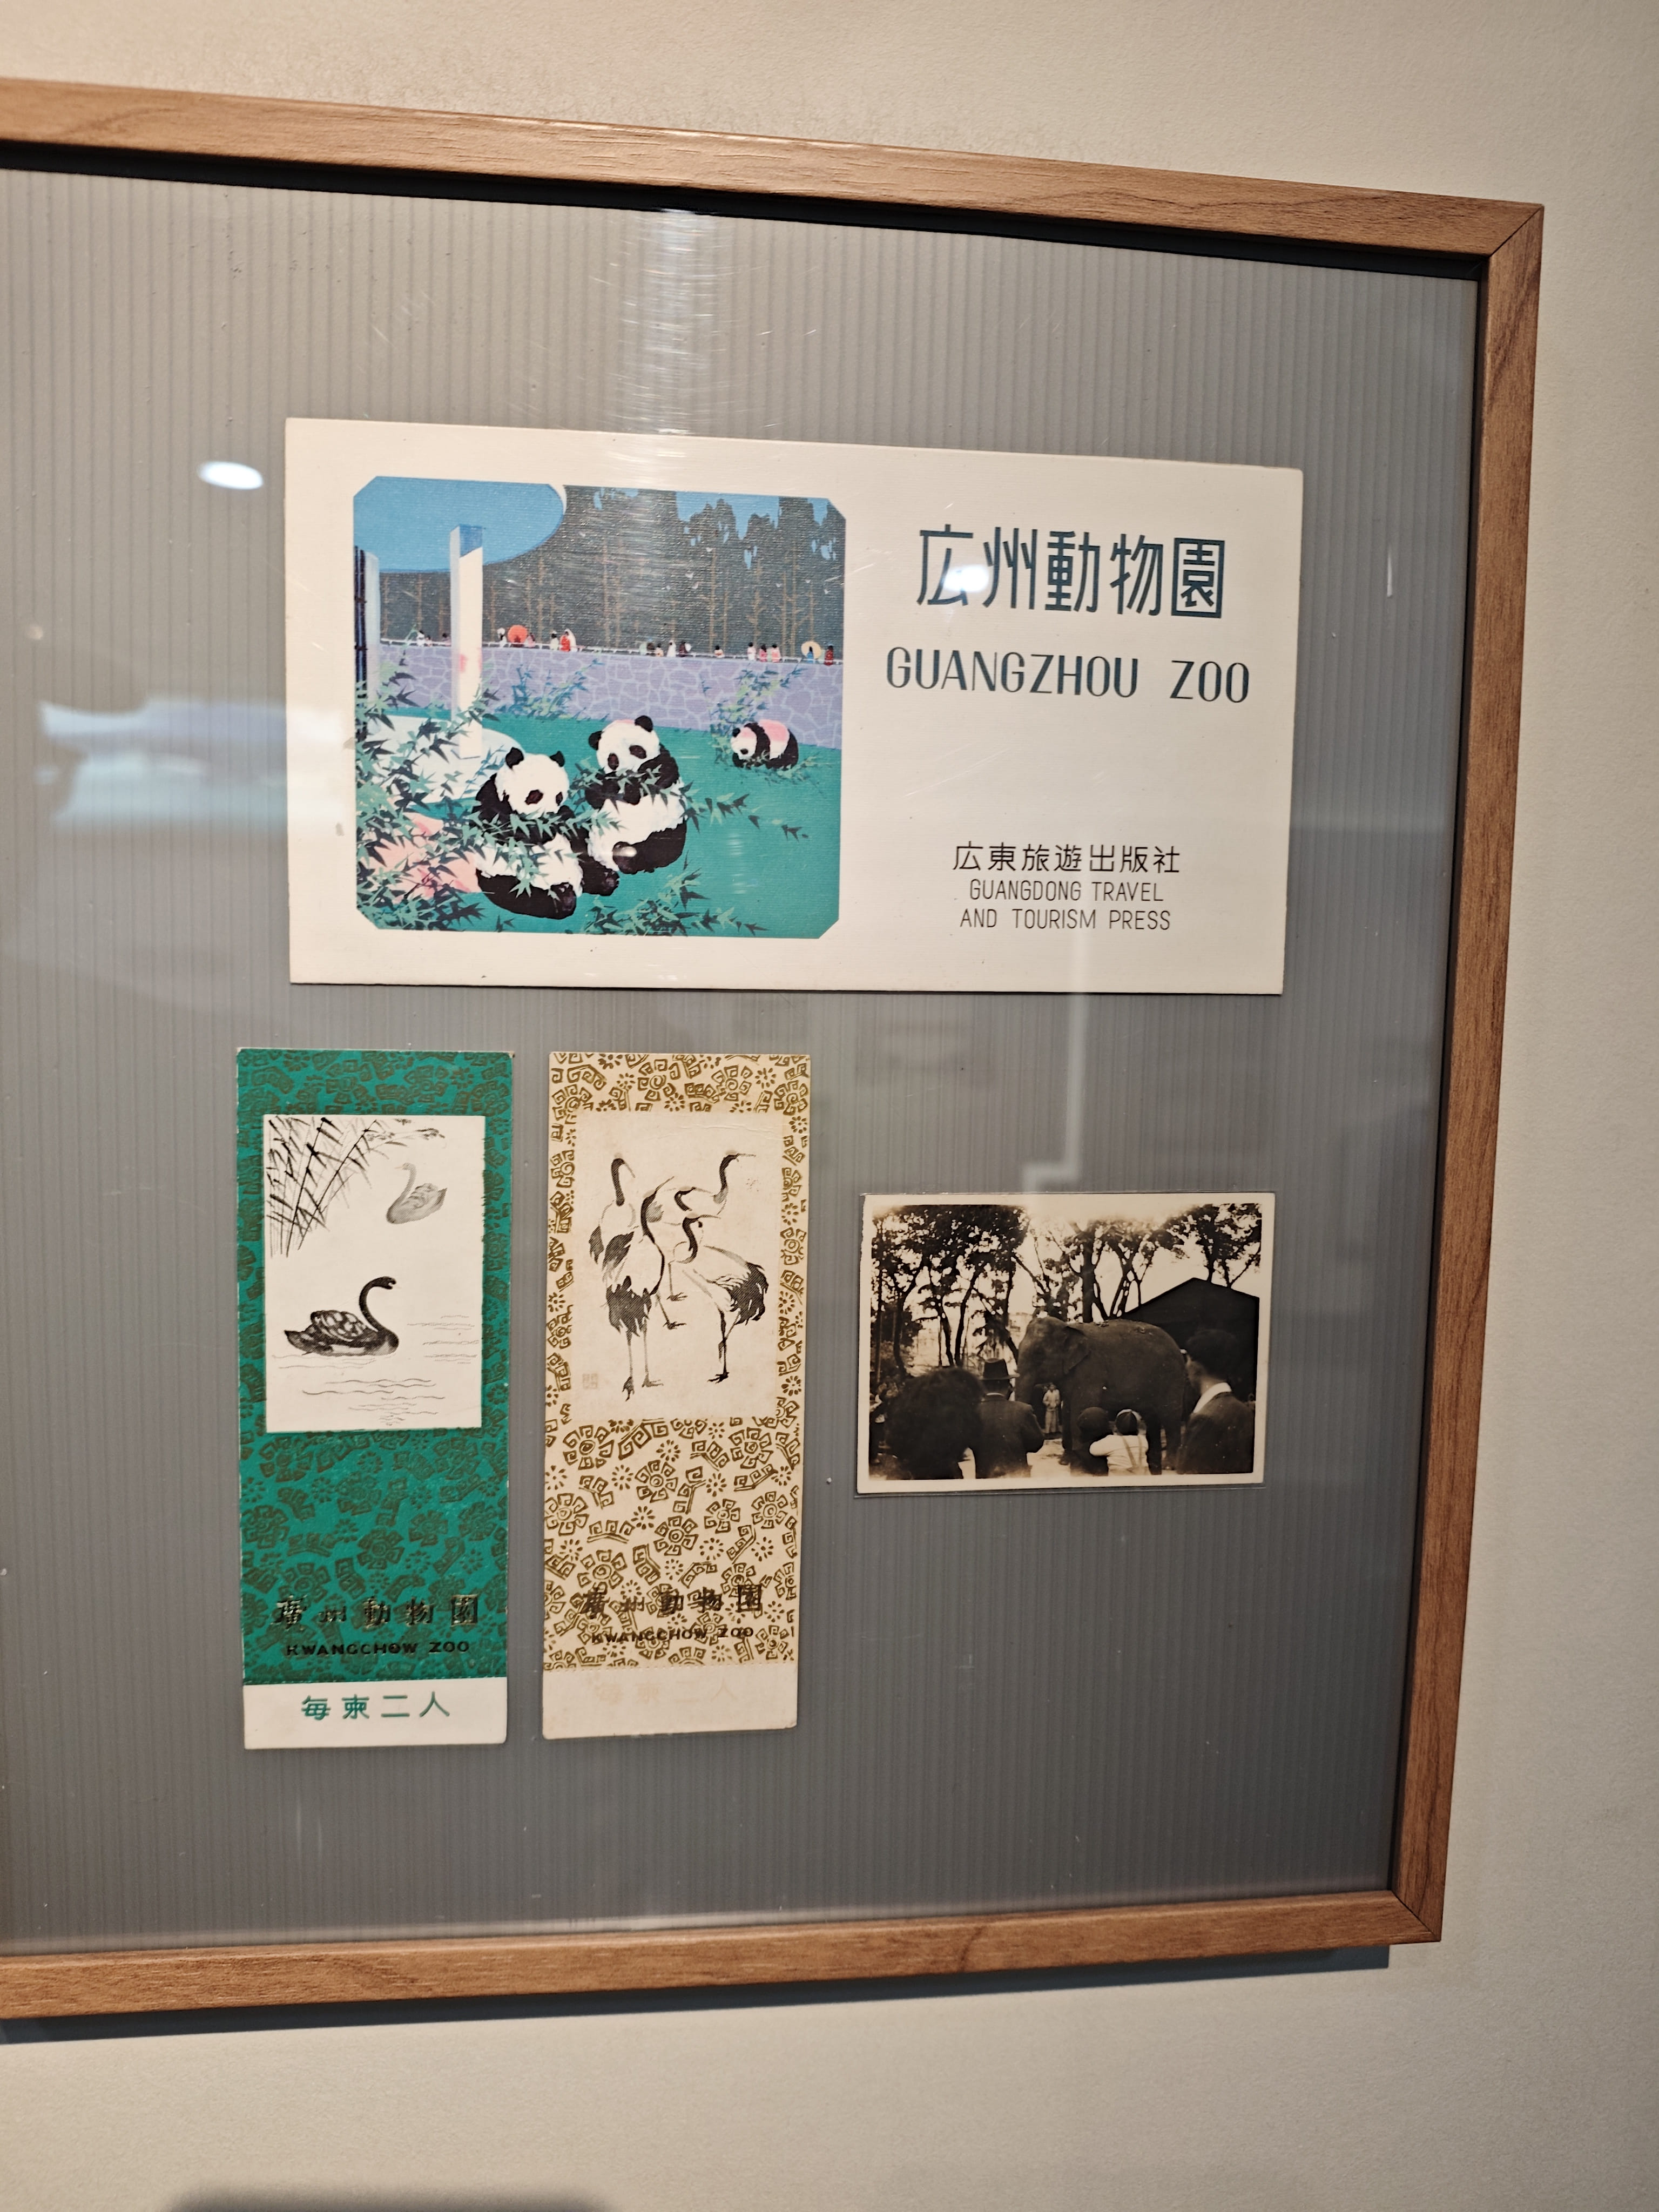 広州動物園
GUANGZHOU ZOO
広東旅遊出版社
GUANGDONG TRAVEL
AND TOURISM PRESS
廣州動物園
KWANGCHOW ZOO
每柬二人
廣州動物園
KWANGCHOW ZOO
每柬二人